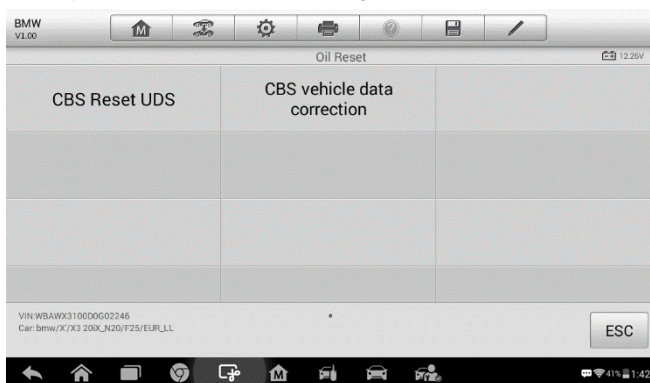 BMW
V1.00
Oil Reset
12.26V
CBS Reset UDS
CBS vehicle data
correction
VIN:WBAWX3100D0G02246
Car: bmw/X'/X3 20iX_N20/F25/EUR_LL
ESC
41% 1:42